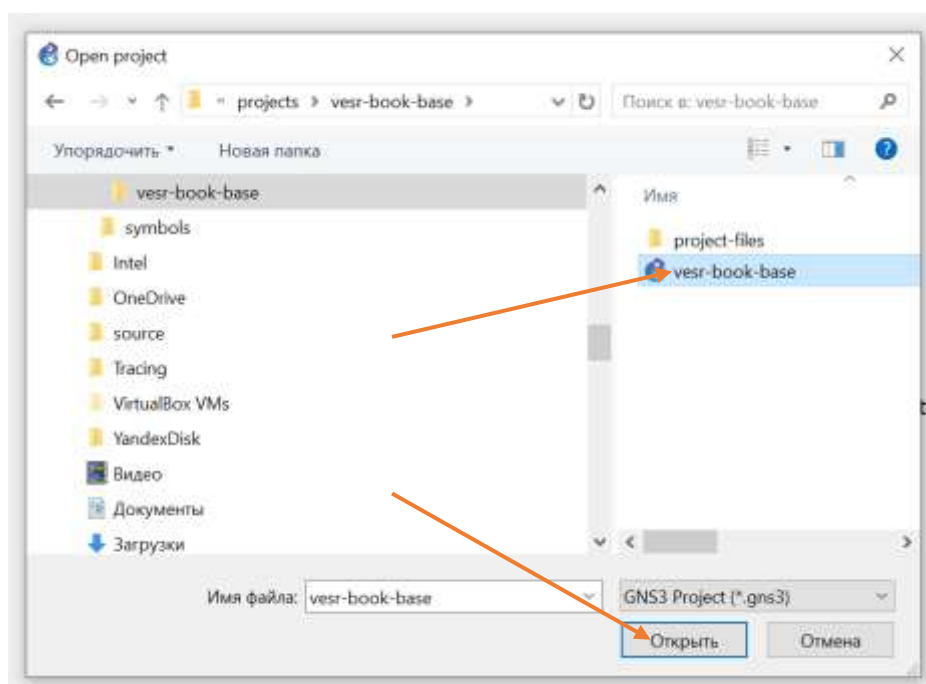 Open project
projects vesr-book-base
Поиск в: vesr-book-base
Упорядочить
Новая папка
vesr-book-base
symbols
Intel
OneDrive
source
Tracing
VirtualBox VMs
YandexDisk
Видео
Документы
Загрузки
Имя
project-files
vesr-book-base
Имя файла: vesr-book-base
GNS3 Project (*.gns3)
Открыть
Отмена